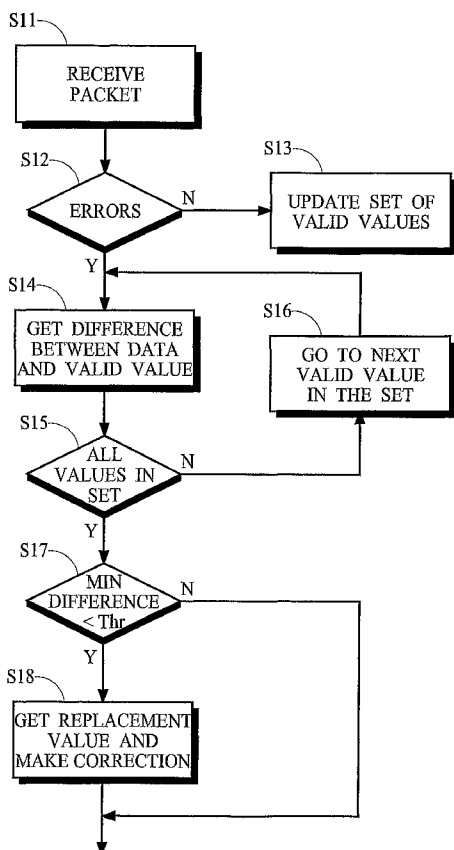 S11
RECEIVE
PACKET
S12
ERRORS
N
Y
S13
UPDATE SET OF
VALID VALUES
S14
GET DIFFERENCE
BETWEEN DATA
AND VALID VALUE
S16
GO TO NEXT
VALID VALUE
IN THE SET
S15
ALL
VALUES IN
SET
N
Y
S17
MIN
DIFFERENCE
< Thr
N
Y
S18
GET REPLACEMENT
VALUE AND
MAKE CORRECTION